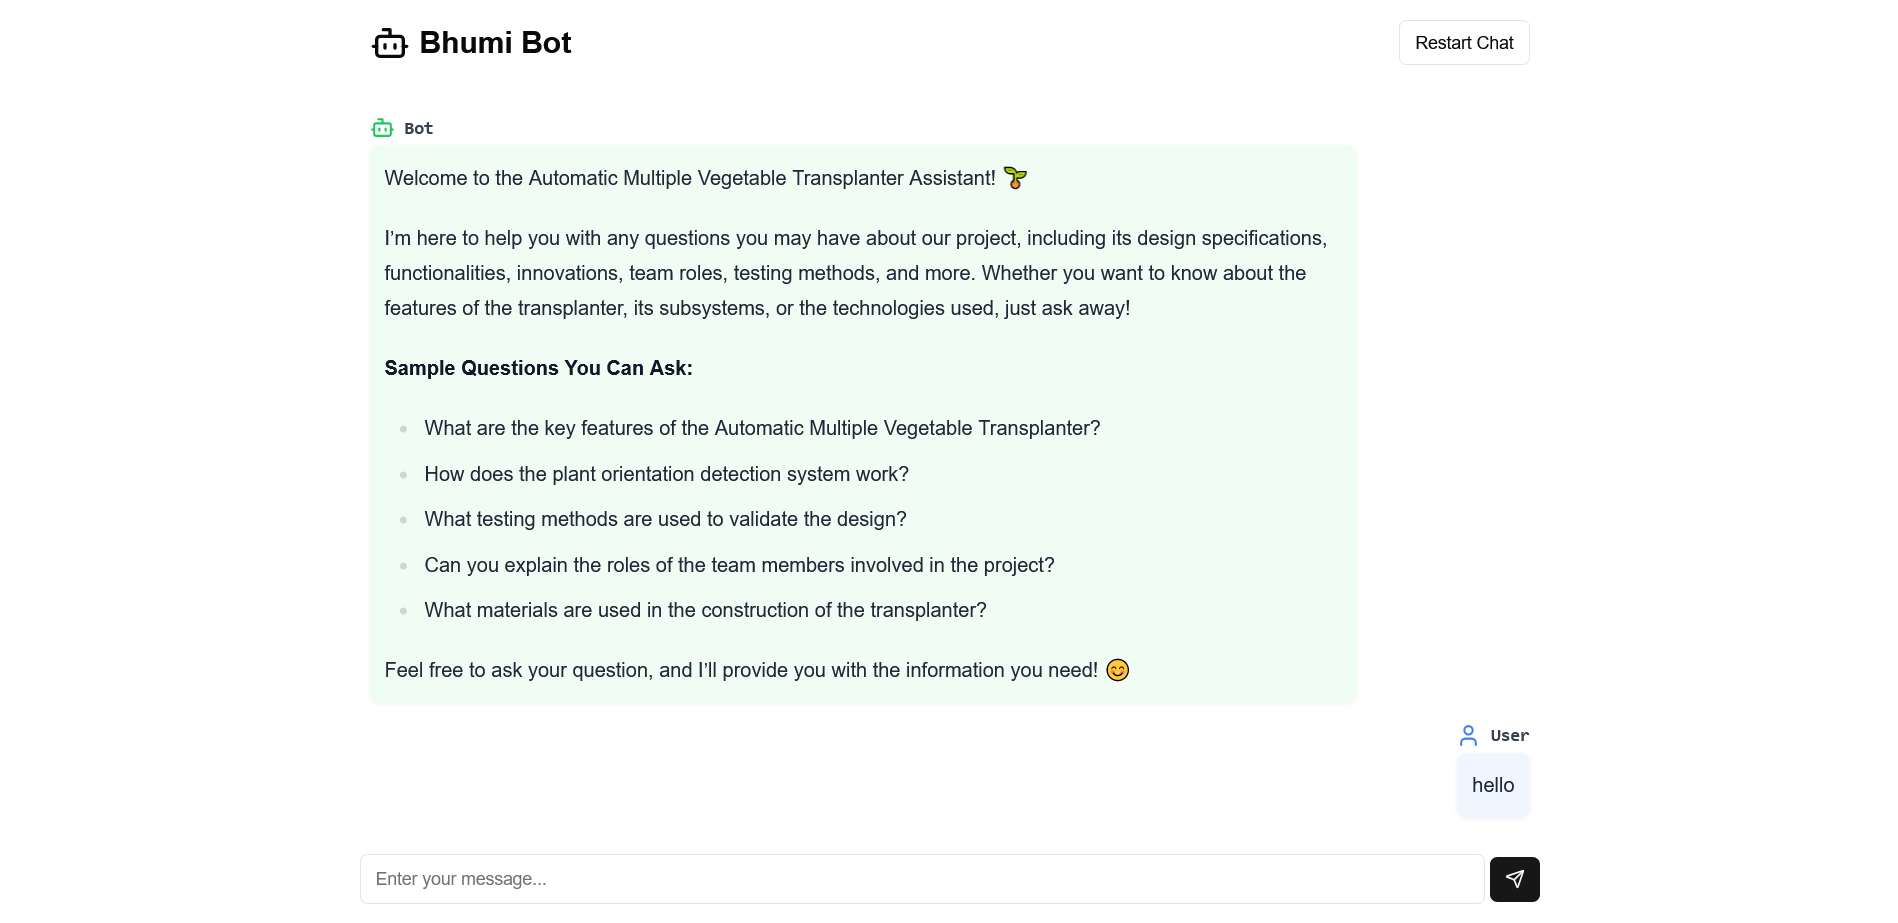 Bhumi Bot
Restart Chat
Bot
Welcome to the Automatic Multiple Vegetable Transplanter Assistant! 🌱
I’m here to help you with any questions you may have about our project, including its design specifications,
functionalities, innovations, team roles, testing methods, and more. Whether you want to know about the
features of the transplanter, its subsystems, or the technologies used, just ask away!
Sample Questions You Can Ask:
What are the key features of the Automatic Multiple Vegetable Transplanter?
How does the plant orientation detection system work?
What testing methods are used to validate the design?
Can you explain the roles of the team members involved in the project?
What materials are used in the construction of the transplanter?
Feel free to ask your question, and I’ll provide you with the information you need! 😊
User
hello
Enter your message...